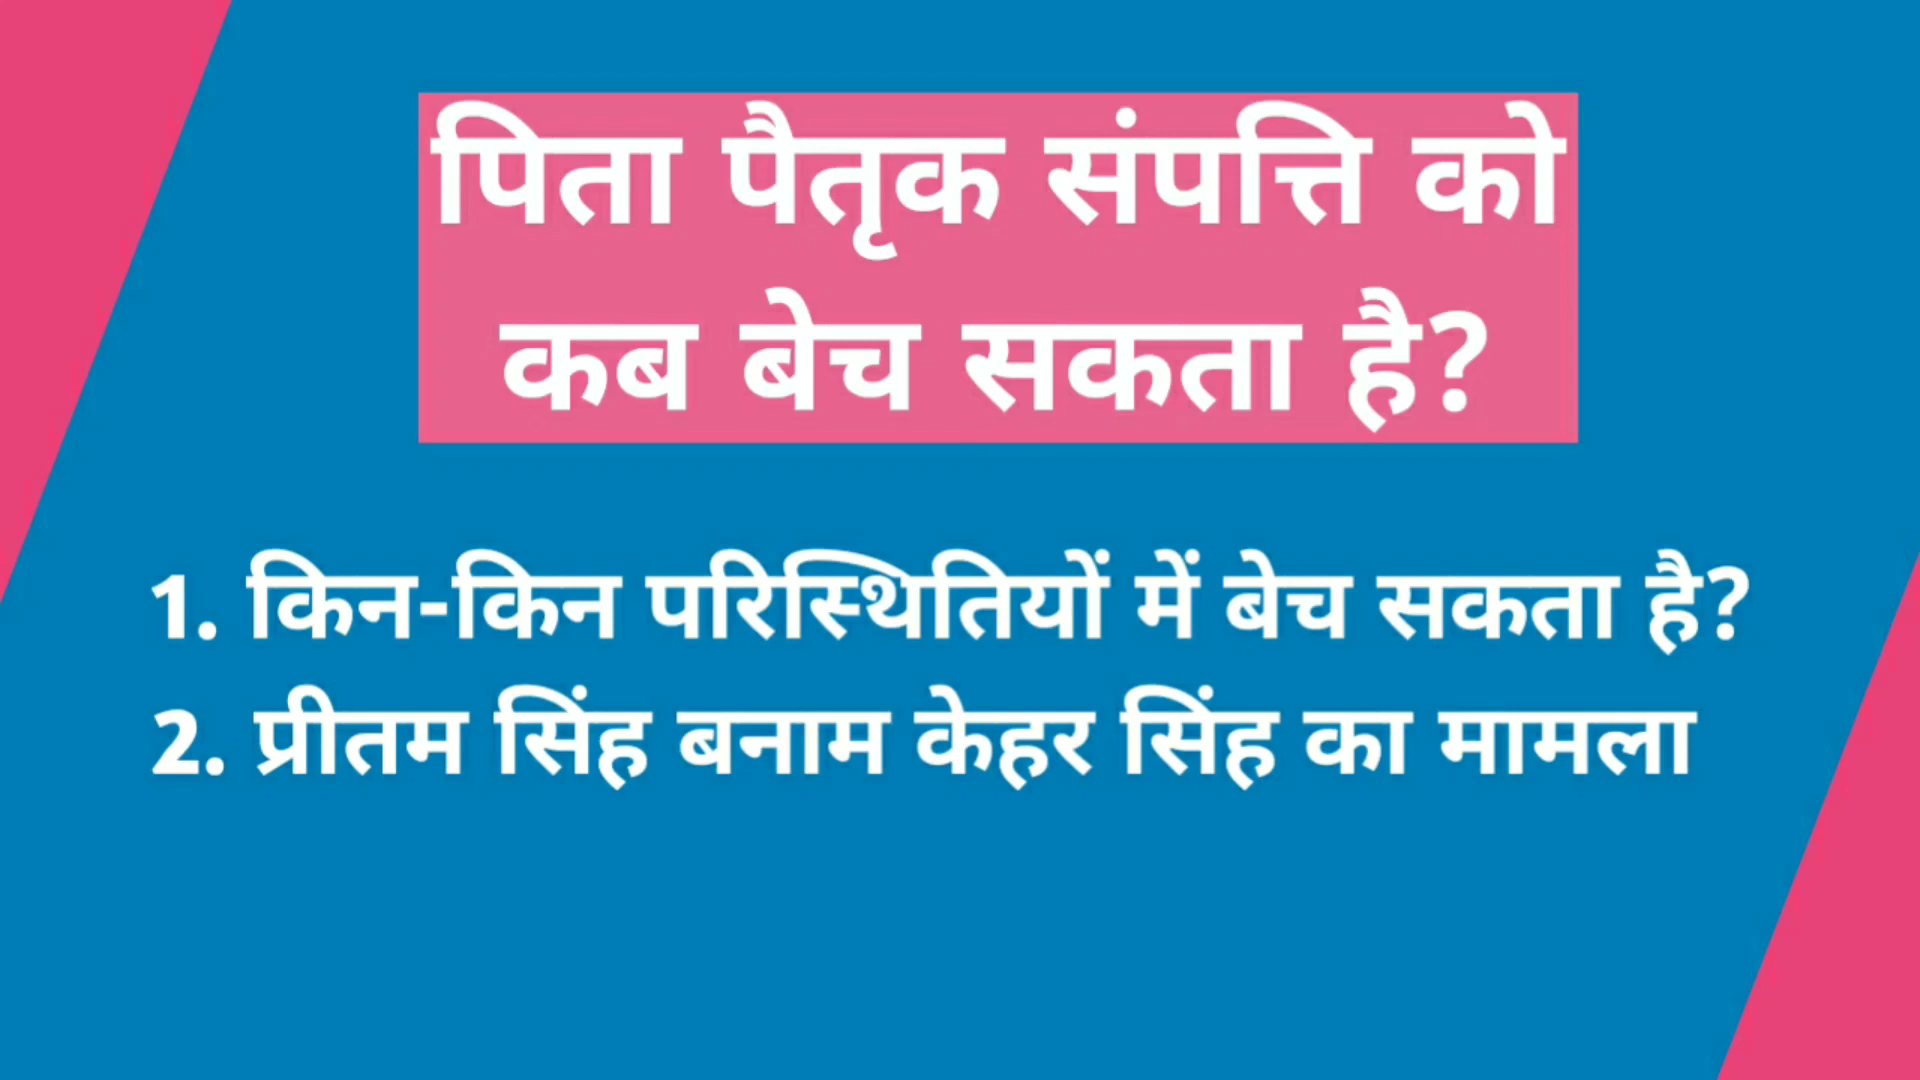 पिता पैतृक संपत्ति को
कब बेच सकता है?
1. किन-किन परिस्थितियों में बेच सकता है?
2. प्रीतम सिंह बनाम केहर सिंह का मामला